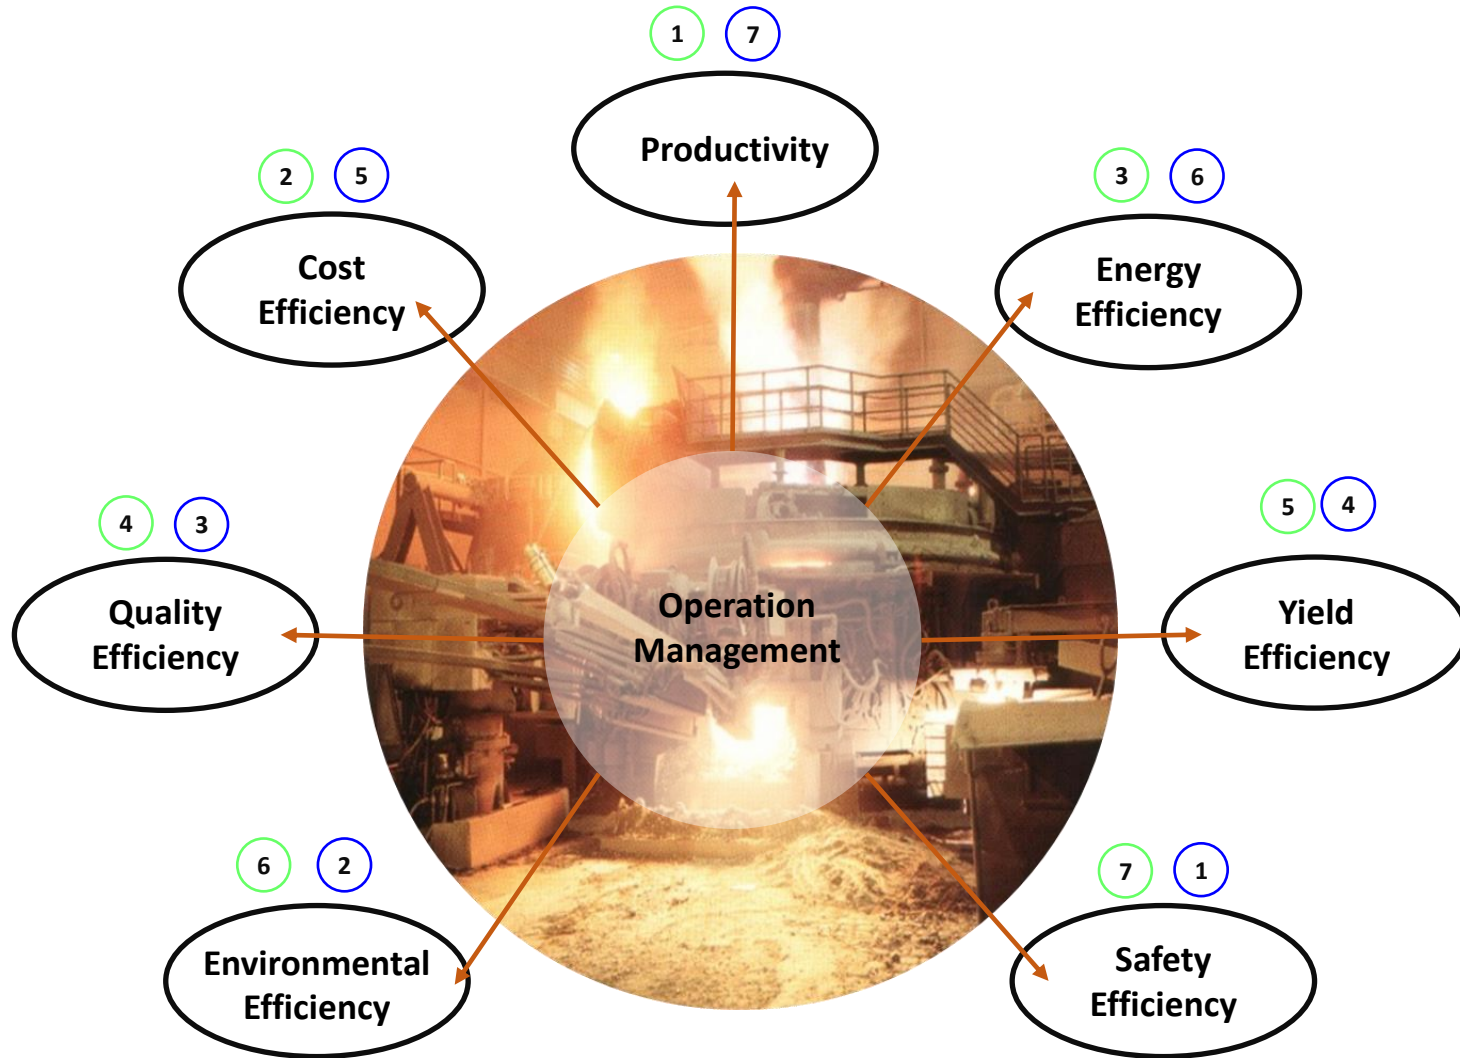 1 7
Productivity
2 5
Cost
Efficiency
3 6
Energy
Efficiency
4 3
Quality
Efficiency
5 4
Yield
Efficiency
Operation
Management
6 2
Environmental
Efficiency
7 1
Safety
Efficiency